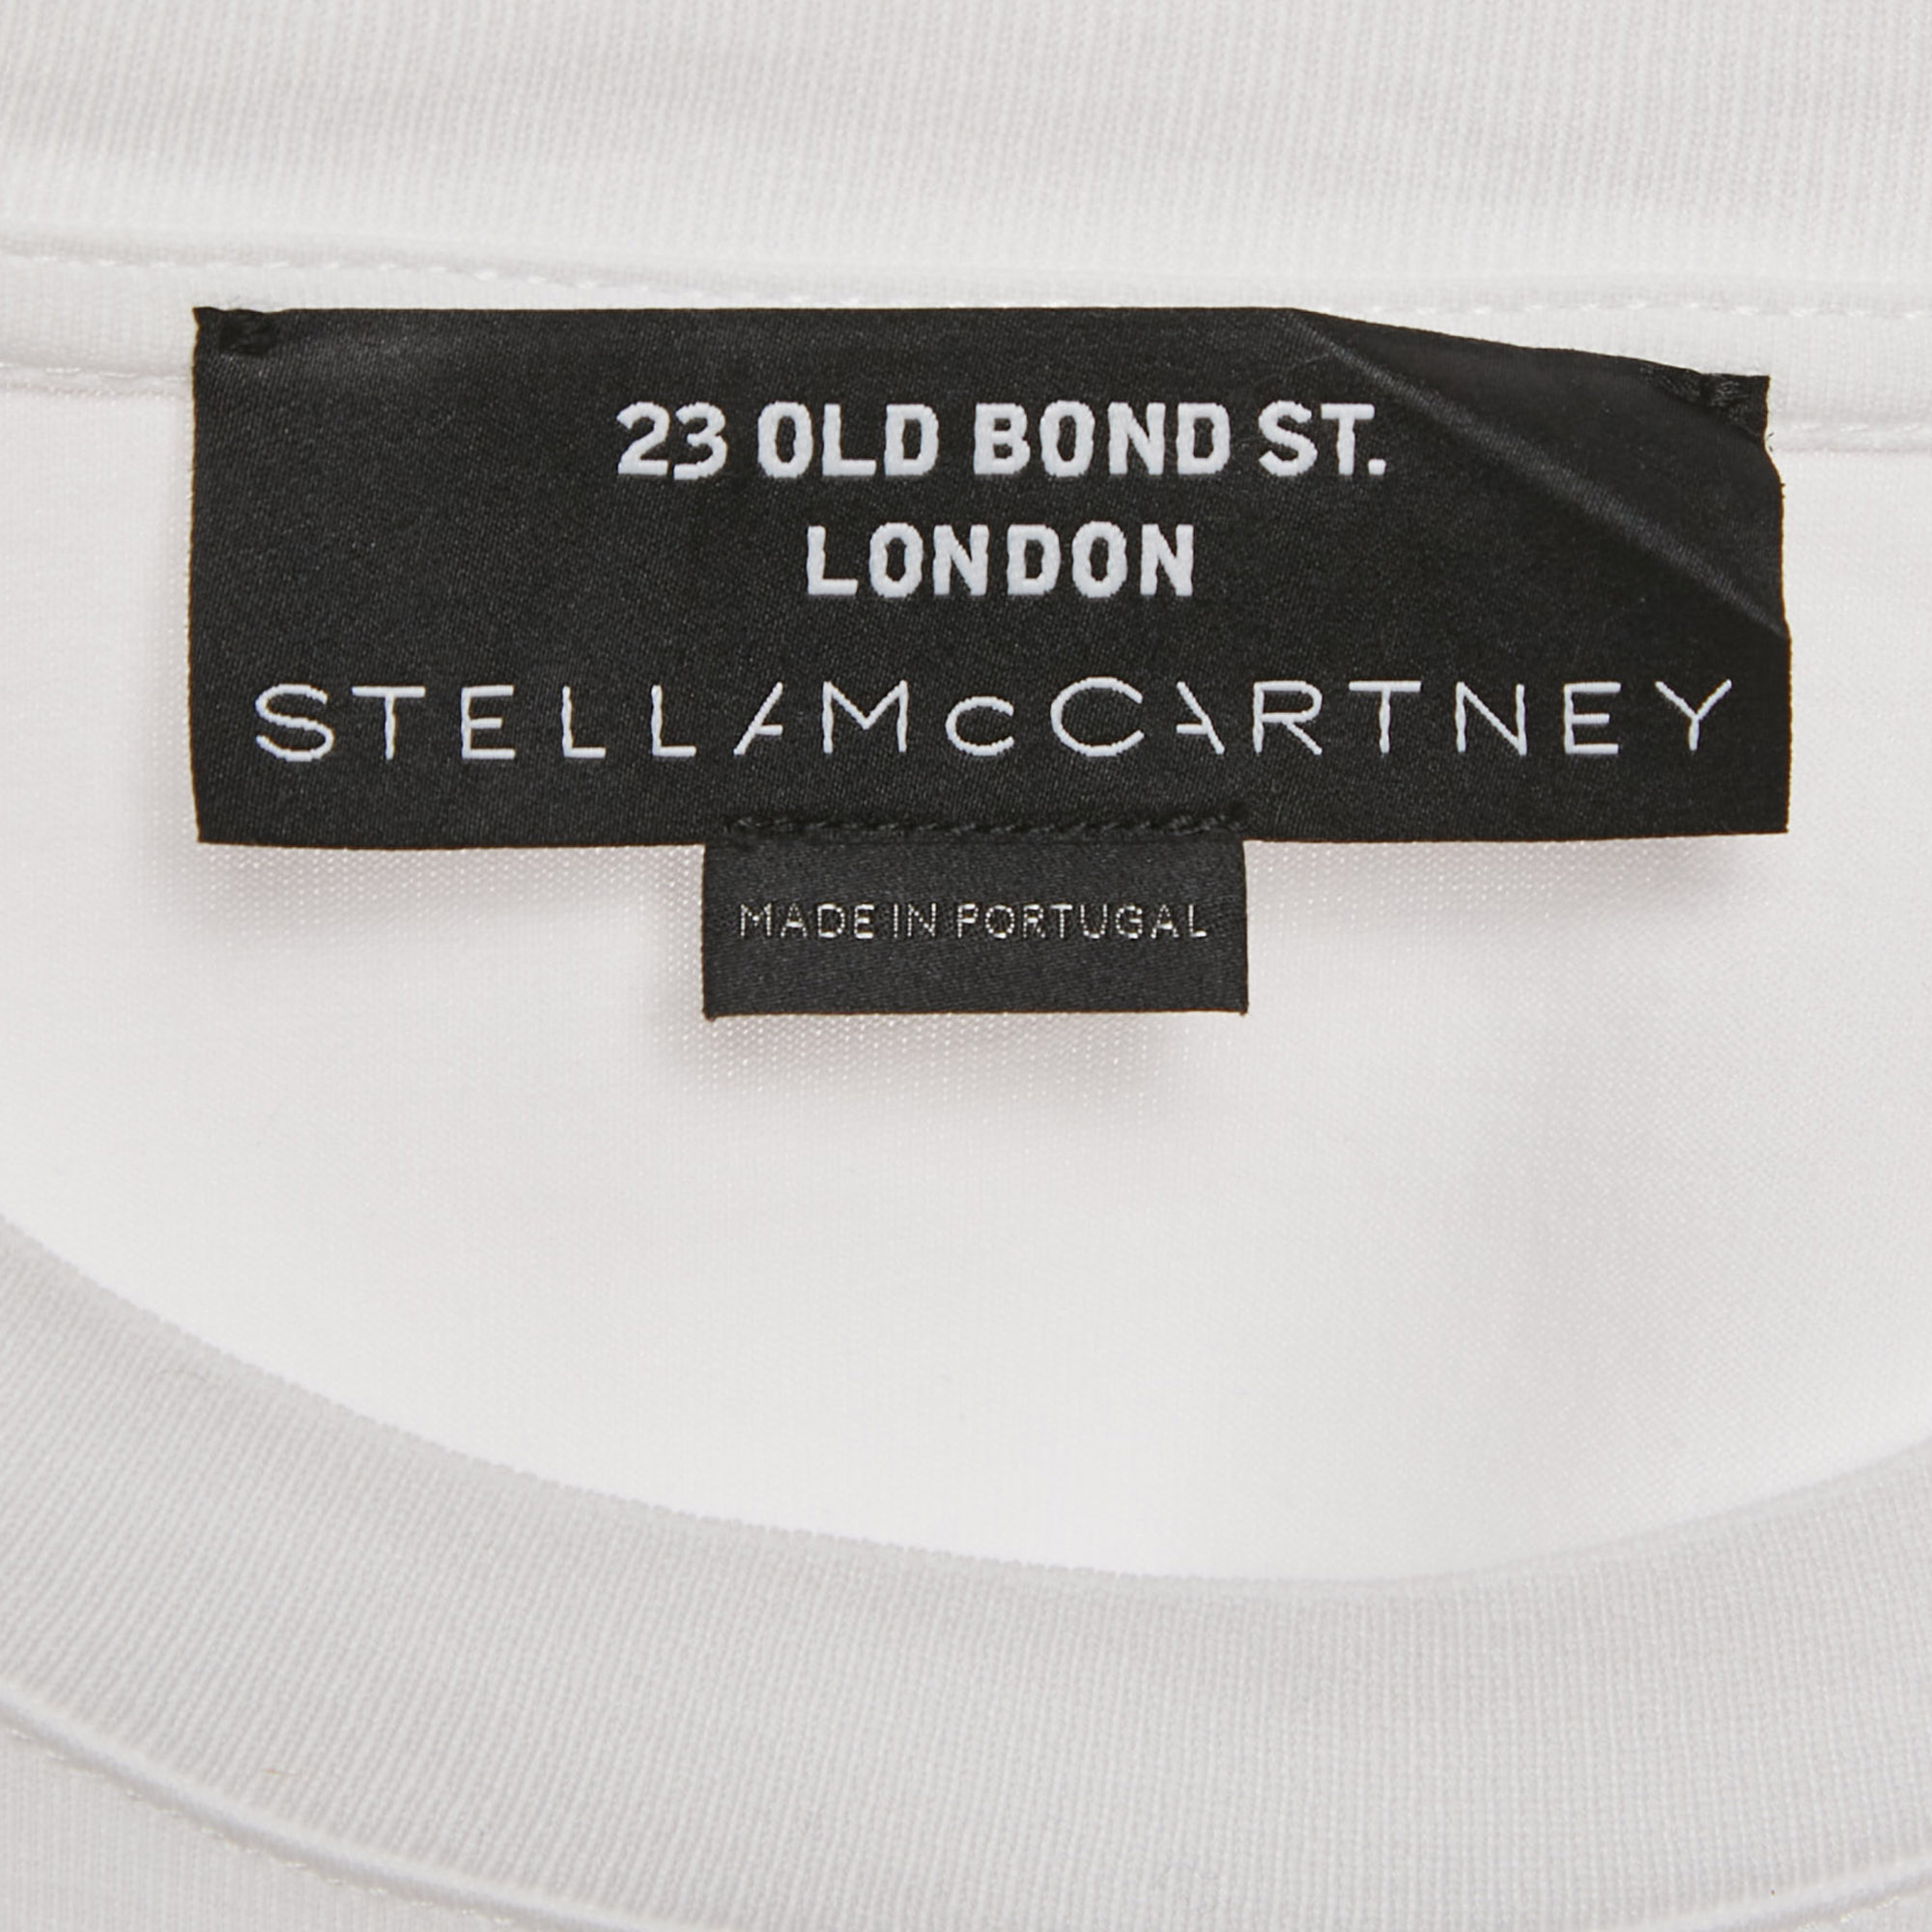 23 OLD BOND ST.
LONDON
STELLAMcCARTNEY
MADE IN PORTUGAL